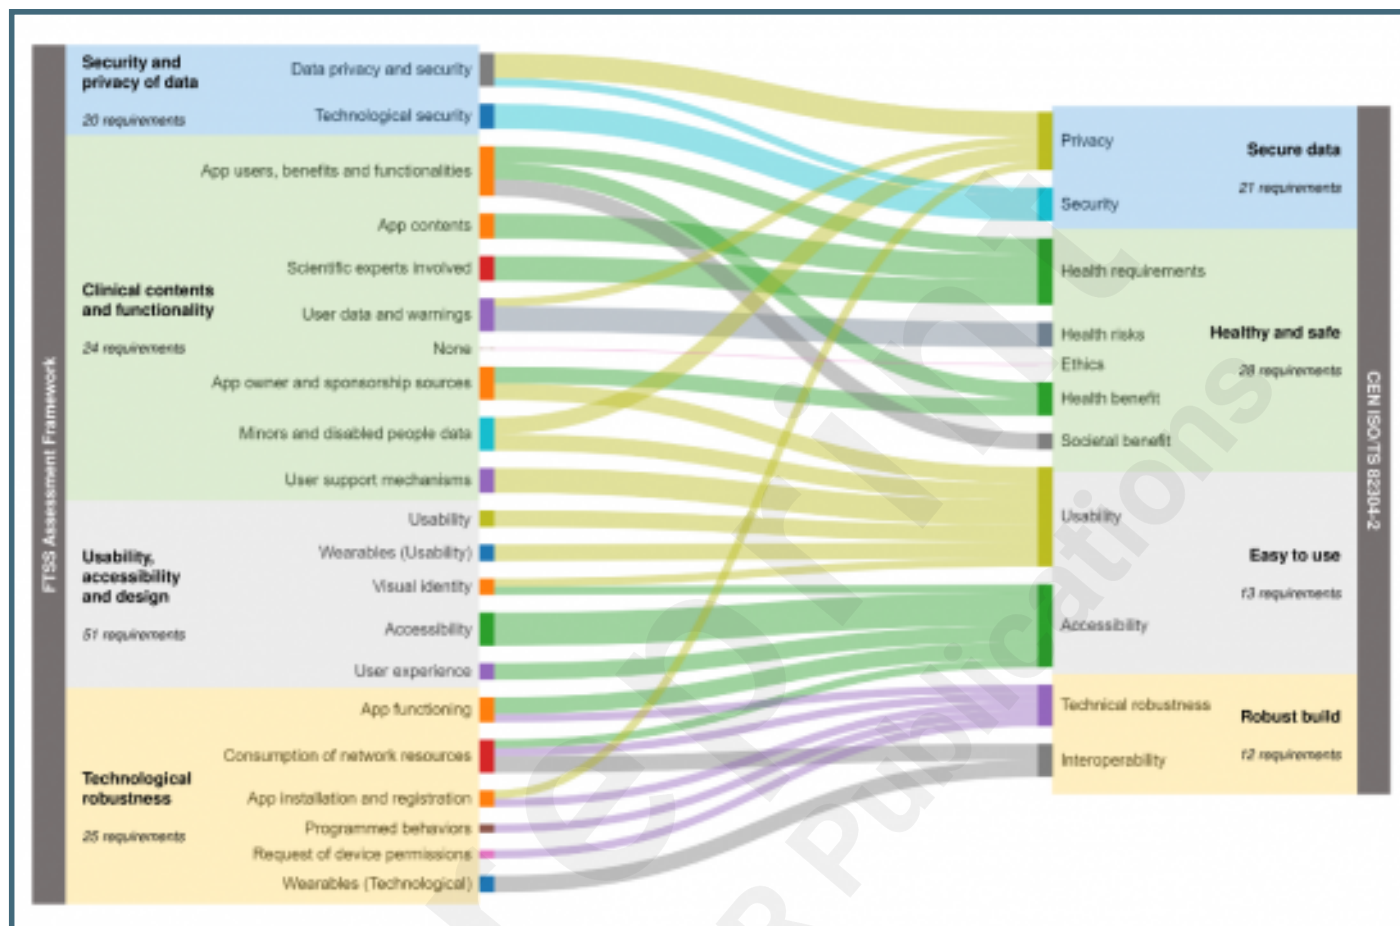 FTSS Assessment Framework
Security and
privacy of data
20 requirements
Data privacy and security
Technological security
Clinical contents
and functionality
24 requirements
App users, benefits and functionalities
App contents
Scientific experts involved
User data and warnings
None
App owner and sponsorship sources
Minors and disabled people data
User support mechanisms
Usability,
accessibility
and design
51 requirements
Usability
Wearables (Usability)
Visual identity
Accessibility
User experience
Technological
robustness
25 requirements
App functioning
Consumption of network resources
App installation and registration
Programmed behaviors
Request of device permissions
Wearables (Technological)
Privacy
Security
Secure data
21 requirements
Health requirements
Health risks
Ethics
Health benefit
Societal benefit
Healthy and safe
28 requirements
Usability
Accessibility
Easy to use
13 requirements
Technical robustness
Interoperability
Robust build
12 requirements
CEN ISO/TS 82304-2
Publications